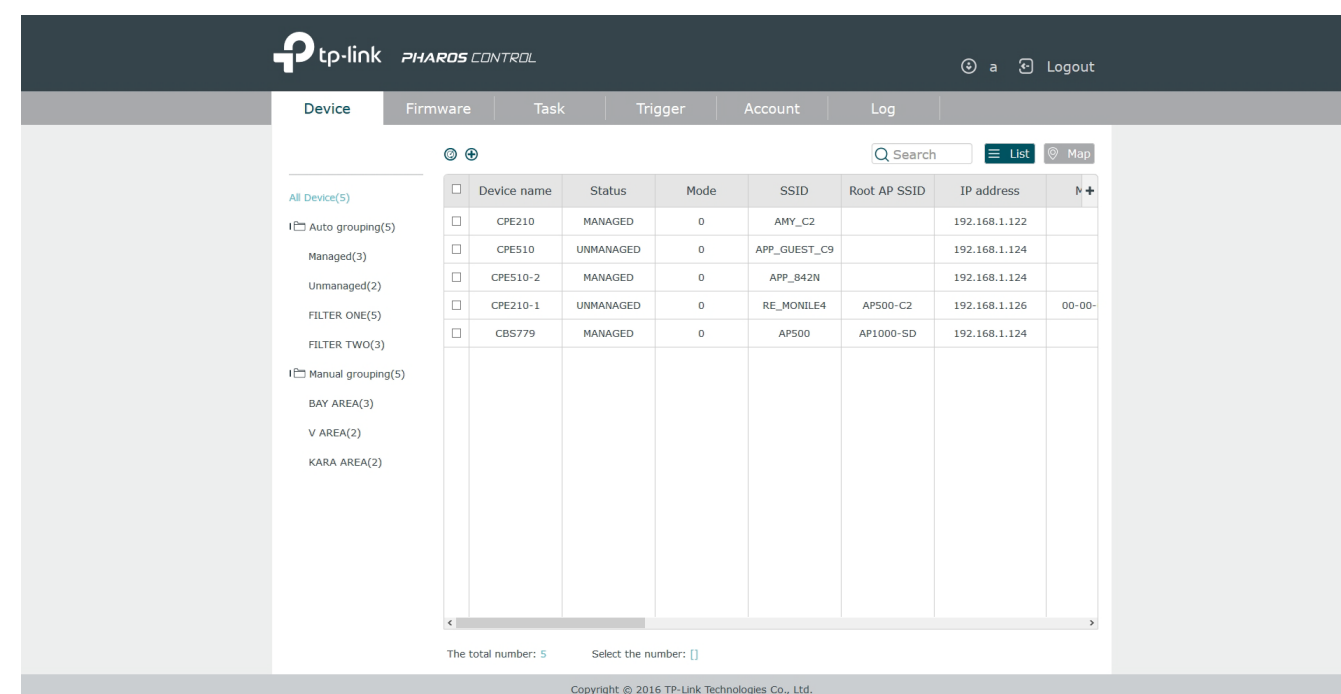 tp-link PHAROS CONTROL
a Logout
Device Firmware Task Trigger Account Log
Search List Map
All Device(5)
Auto grouping(5)
Managed(3)
Unmanaged(2)
FILTER ONE(5)
FILTER TWO(3)
Manual grouping(5)
BAY AREA(3)
V AREA(2)
KARA AREA(2)
Device name Status Mode SSID Root AP SSID IP address
CPE210 MANAGED 0 AMY_C2 192.168.1.122
CPE510 UNMANAGED 0 APP_GUEST_C9 192.168.1.124
CPE510-2 MANAGED 0 APP_842N 192.168.1.124
CPE210-1 UNMANAGED 0 RE_MONILE4 AP500-C2 192.168.1.126 00-00-
CBS779 MANAGED 0 AP500 AP1000-SD 192.168.1.124
The total number: 5 Select the number: []
Copyright © 2016 TP-Link Technologies Co., Ltd.